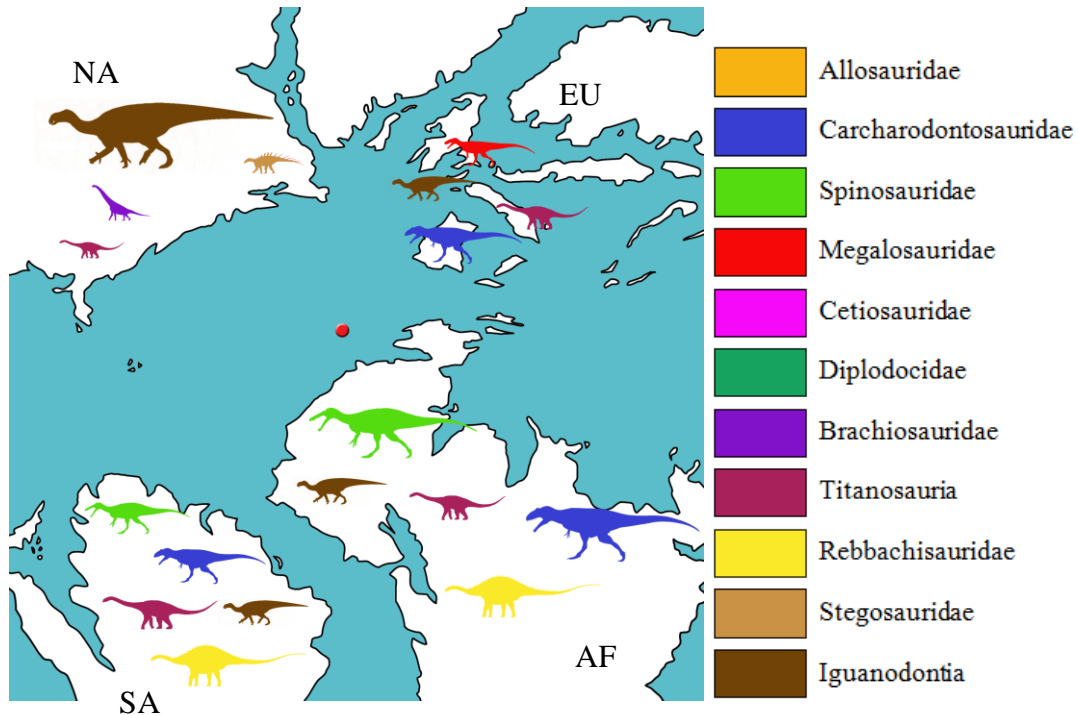 NA
EU
SA
AF
Allosauridae
Carcharodontosauridae
Spinosauridae
Megalosauridae
Cetiosauridae
Diplodocidae
Brachiosauridae
Titanosauria
Rebbachisauridae
Stegosauridae
Iguanodontia